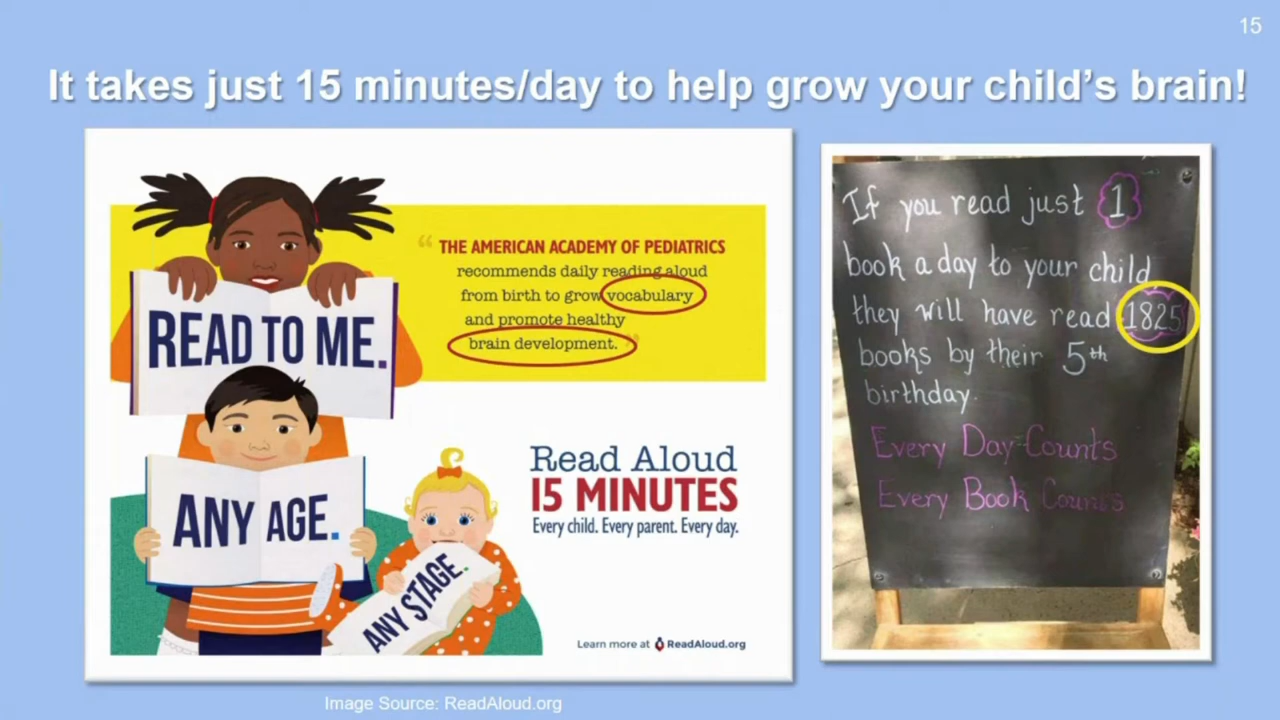 15
It takes just 15 minutes/day to help grow your child's brain!
READ TO ME.
ANY AGE.
ANY STAGE.
“ THE AMERICAN ACADEMY OF PEDIATRICS
recommends daily reading aloud
from birth to grow vocabulary
and promote healthy
brain development. ”
Read Aloud
15 MINUTES
Every child. Every parent. Every day.
Learn more at ReadAloud.org
If you read just 1
book a day to your child
they will have read 1825
books by their 5th
birthday.
Every Day Counts
Every Book Counts
Image Source: ReadAloud.org